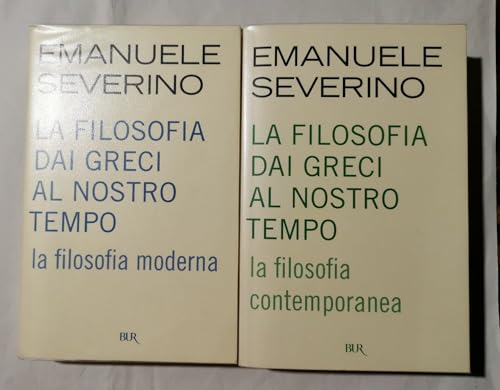 EMANUELE
SEVERINO
LA FILOSOFIA
DAI GRECI
AL NOSTRO
TEMPO
la filosofia moderna
BUR
EMANUELE
SEVERINO
LA FILOSOFIA
DAI GRECI
AL NOSTRO
TEMPO
la filosofia
contemporanea
BUR